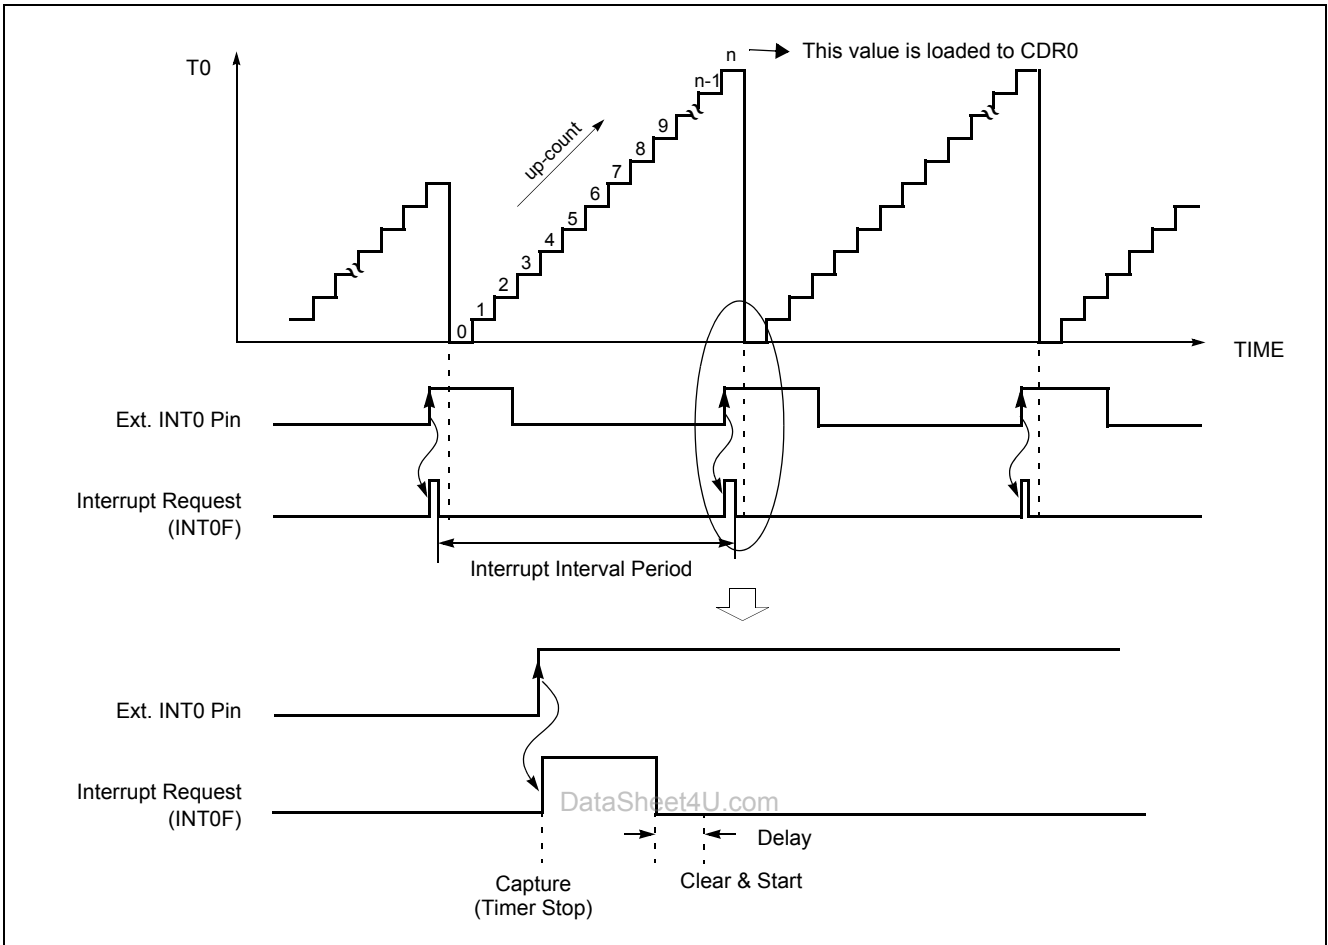 n
This value is loaded to CDR0
T0
n-1
up-count
9
8
7
6
5
4
3
2
1
0
TIME
Ext. INT0 Pin
Interrupt Request
(INT0F)
Interrupt Interval Period
Ext. INT0 Pin
Interrupt Request
(INT0F)
DataSheet4U.com
Delay
Capture
(Timer Stop)
Clear & Start